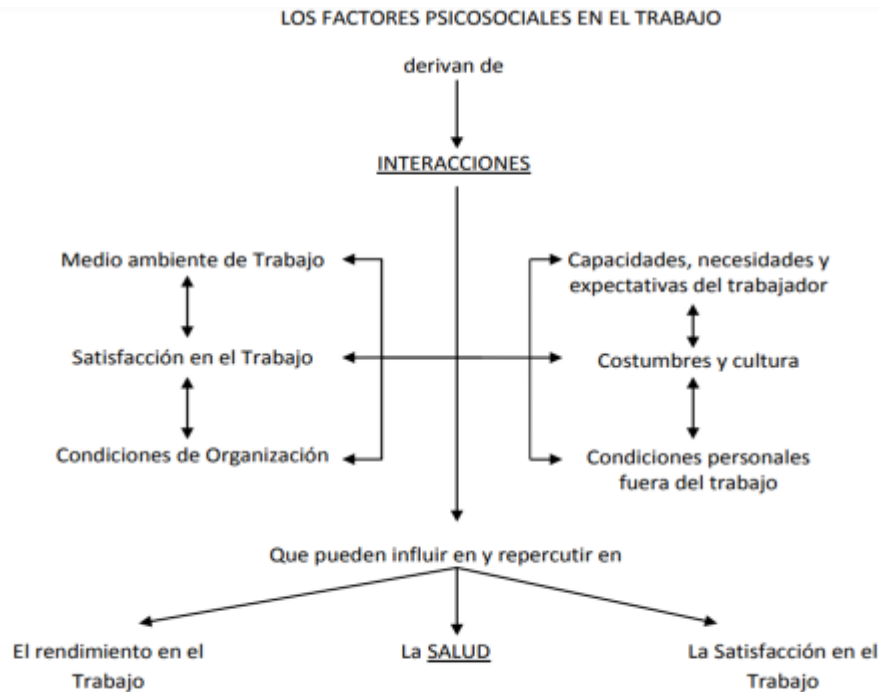 LOS FACTORES PSICOSOCIALES EN EL TRABAJO
derivan de
INTERACCIONES
Medio ambiente de Trabajo
Capacidades, necesidades y
expectativas del trabajador
Satisfacción en el Trabajo
Costumbres y cultura
Condiciones de Organización
Condiciones personales
fuera del trabajo
Que pueden influir en y repercutir en
El rendimiento en el
Trabajo
La SALUD
La Satisfacción en el
Trabajo